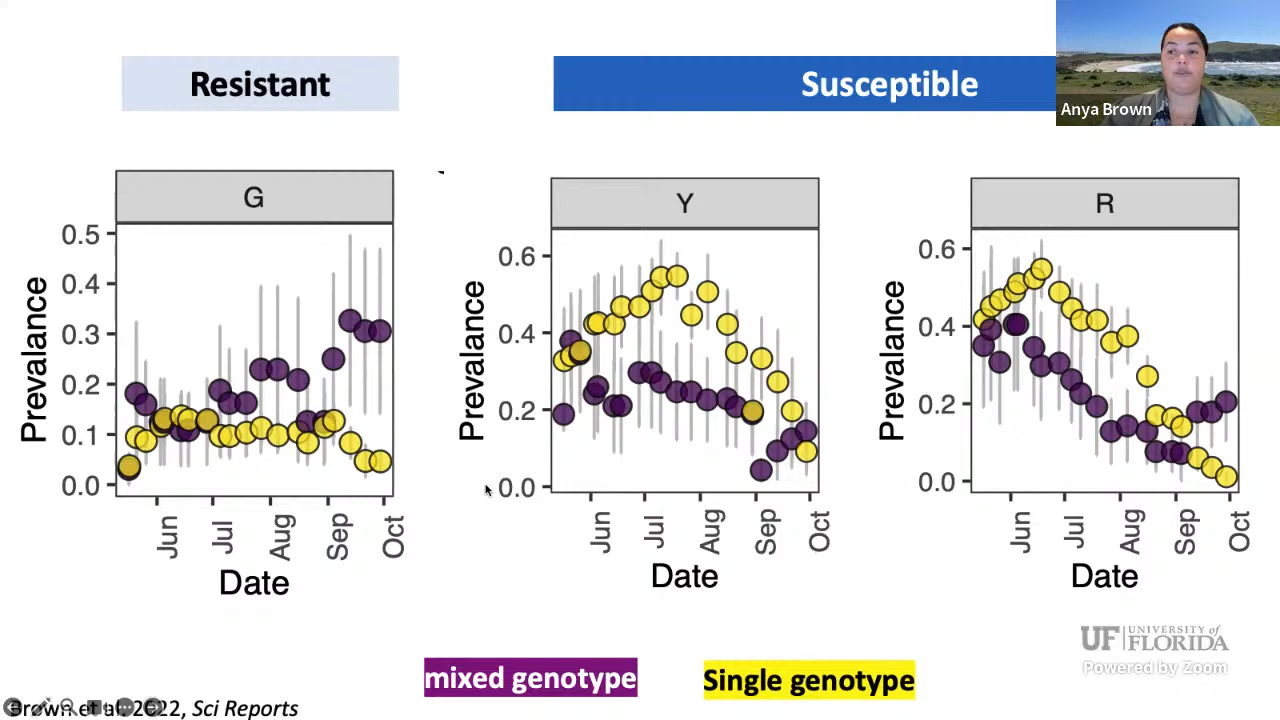 Resistant
Susceptible
Anya Brown
G
Y
R
Prevalance
0.5
0.4
0.3
0.2
0.1
0.0
Jun
Jul
Aug
Sep
Oct
Date
Prevalance
0.6
0.4
0.2
0.0
Jun
Jul
Aug
Sep
Oct
Date
Prevalance
0.6
0.4
0.2
0.0
Jun
Jul
Aug
Sep
Oct
Date
UF UNIVERSITY of FLORIDA
Powered by Zoom
mixed genotype
Single genotype
Brown et al. 2022, Sci Reports